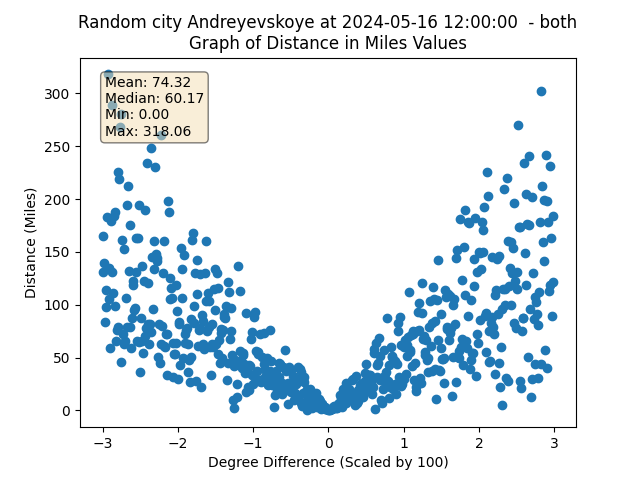 Random city Andreyevskoye at 2024-05-16 12:00:00  - both
Graph of Distance in Miles Values
Mean: 74.32
Median: 60.17
Min: 0.00
Max: 318.06
300
250
200
150
100
50
0
Distance (Miles)
−3
−2
−1
0
1
2
3
Degree Difference (Scaled by 100)